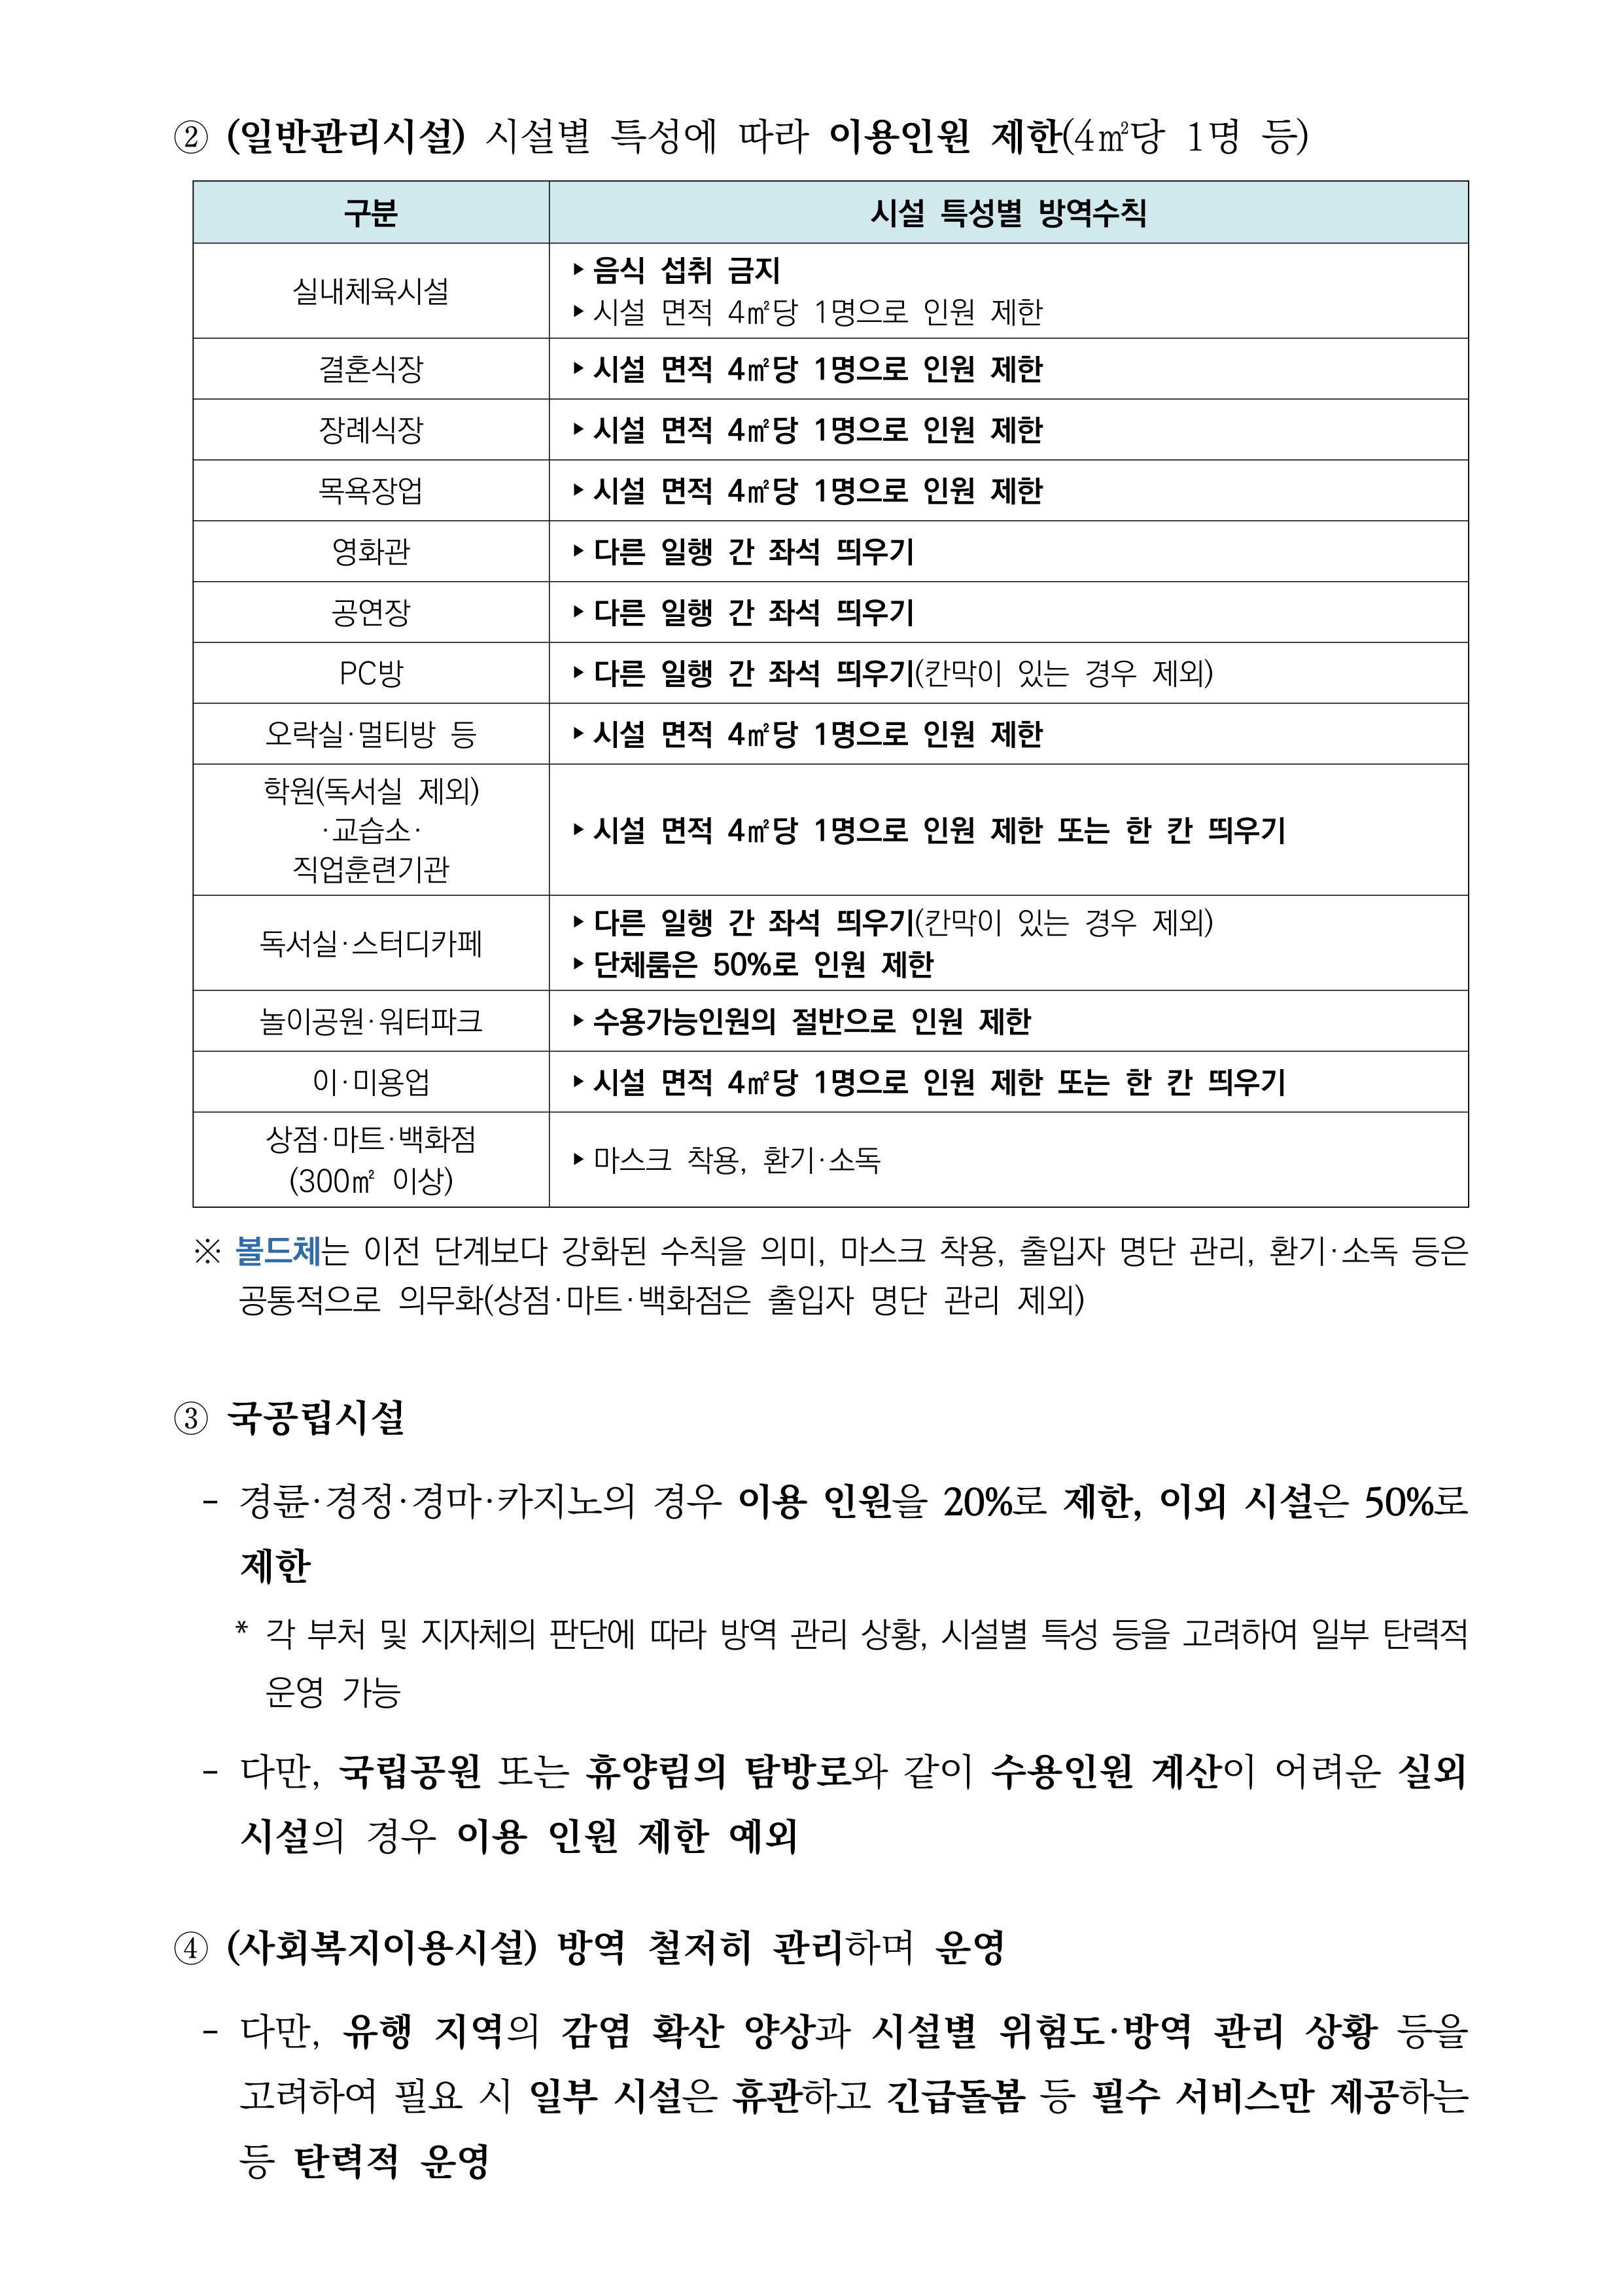 ② (일반관리시설) 시설별 특성에 따라 이용인원 제한(4㎡당 1명 등)
구분
시설 특성별 방역수칙
실내체육시설
▸ 음식 섭취 금지
▸ 시설 면적 4㎡당 1명으로 인원 제한
결혼식장
▸ 시설 면적 4㎡당 1명으로 인원 제한
장례식장
▸ 시설 면적 4㎡당 1명으로 인원 제한
목욕장업
▸ 시설 면적 4㎡당 1명으로 인원 제한
영화관
▸ 다른 일행 간 좌석 띄우기
공연장
▸ 다른 일행 간 좌석 띄우기
PC방
▸ 다른 일행 간 좌석 띄우기(칸막이 있는 경우 제외)
오락실·멀티방 등
▸ 시설 면적 4㎡당 1명으로 인원 제한
학원(독서실 제외)
·교습소·
직업훈련기관
▸ 시설 면적 4㎡당 1명으로 인원 제한 또는 한 칸 띄우기
독서실·스터디카페
▸ 다른 일행 간 좌석 띄우기(칸막이 있는 경우 제외)
▸ 단체룸은 50%로 인원 제한
놀이공원·워터파크
▸ 수용가능인원의 절반으로 인원 제한
이·미용업
▸ 시설 면적 4㎡당 1명으로 인원 제한 또는 한 칸 띄우기
상점·마트·백화점
(300㎡ 이상)
▸ 마스크 착용, 환기·소독
※ 볼드체는 이전 단계보다 강화된 수칙을 의미, 마스크 착용, 출입자 명단 관리, 환기·소독 등은
공통적으로 의무화(상점·마트·백화점은 출입자 명단 관리 제외)
③ 국공립시설
- 경륜·경정·경마·카지노의 경우 이용 인원을 20%로 제한, 이외 시설은 50%로
제한
* 각 부처 및 지자체의 판단에 따라 방역 관리 상황, 시설별 특성 등을 고려하여 일부 탄력적
운영 가능
- 다만, 국립공원 또는 휴양림의 탐방로와 같이 수용인원 계산이 어려운 실외
시설의 경우 이용 인원 제한 예외
④ (사회복지이용시설) 방역 철저히 관리하며 운영
- 다만, 유행 지역의 감염 확산 양상과 시설별 위험도·방역 관리 상황 등을
고려하여 필요 시 일부 시설은 휴관하고 긴급돌봄 등 필수 서비스만 제공하는
등 탄력적 운영